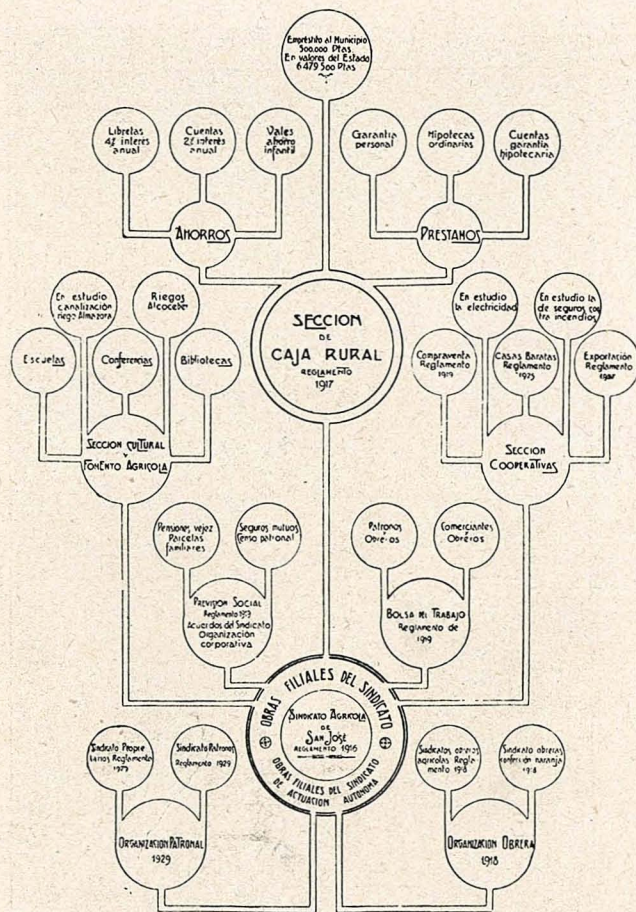 Empréstito al Municipio
500.000 Ptas.
En valores del Estado
6.479.500 Ptas
Libretas
4% interés
anual
Cuentas
2% interés
anual
Vales
ahorro
infantil
Garantía
personal
Hipotecas
ordinarias
Cuentas
garantía
hipotecaria
AHORROS
PRESTAMOS
SECCION
DE
CAJA RURAL
REGLAMENTO
1917
En estudio
canalización
riego Almazora
Riegos
Alcocebr
Escuelas
Conferencias
Bibliotecas
SECCION CULTURAL
Y
FOMENTO AGRICOLA
En estudio
la electricidad
En estudio la
de seguros con
tra incendios
Compraventa
Reglamento
1919
Casas Baratas
Reglamento
1925
Exportación
Reglamento
SECCION
COOPERATIVAS
Pensiones vejez
Parcelas
familiares
Seguros mutuos
Censo patronal
PREVISION SOCIAL
Reglamento
Acuerdos del Sindicato
Organización
corporativa
Patronos
y
Obreros
Comerciantes
y
Obreros
BOLSA DEL TRABAJO
Reglamento de
1919
OBRAS FILIALES DEL SINDICATO
SINDICATO AGRICOLA
DE
SAN JOSÉ
REGLAMENTO 1916
OBRAS FILIALES DEL SINDICATO
DE ACTUACION AUTONOMA
Sindicato Propie
tarios Reglamento
1929
Sindicato Patronos
Reglamento 1929
ORGANIZACION PATRONAL
1929
Sindicatos obreros
agrícolas Regla-
mento 1918
Sindicato obreras
confección naranja
1918
ORGANIZACION OBRERA
1918